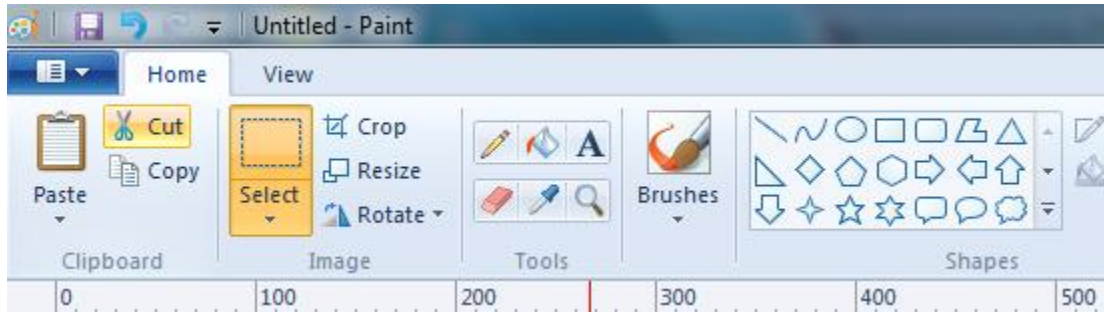 Untitled - Paint
Home View
Cut
Copy
Paste
Clipboard
Select
Crop
Resize
Rotate
Image
A
Tools
Brushes
Shapes
0 100 200 300 400 500